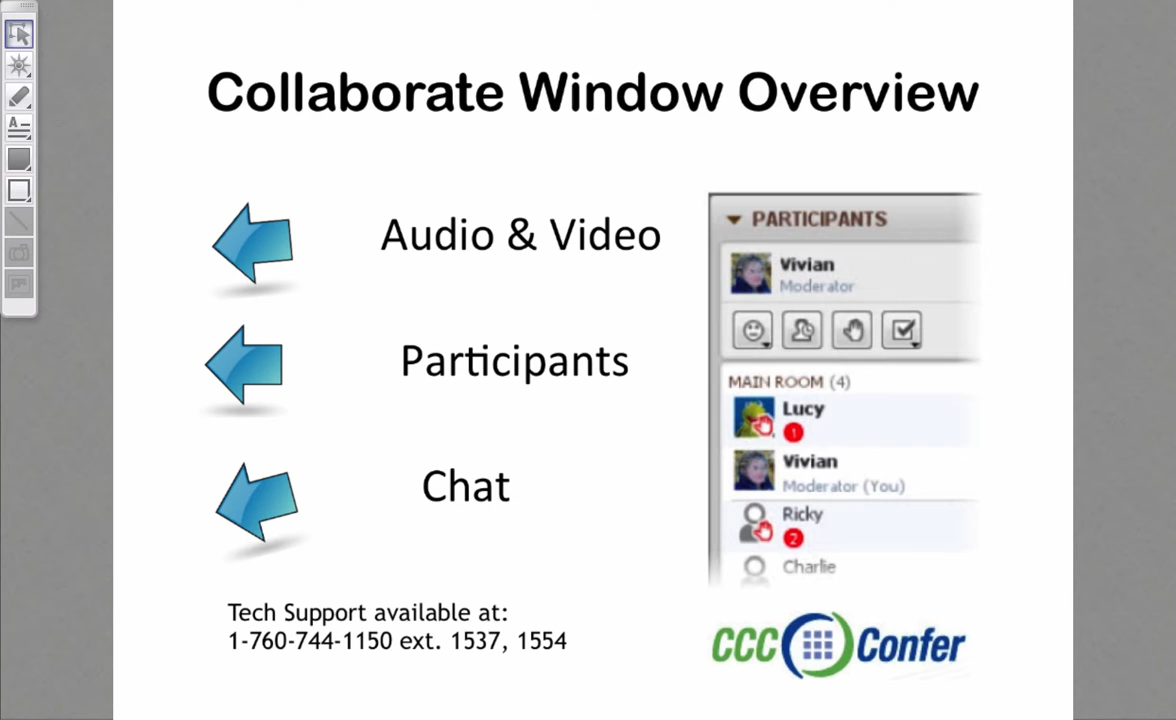 Collaborate Window Overview
Audio & Video
Participants
Chat
Tech Support available at:
1-760-744-1150 ext. 1537, 1554
PARTICIPANTS
Vivian
Moderator
MAIN ROOM (4)
Lucy
1
Vivian
Moderator (You)
Ricky
2
Charlie
CCC Confer